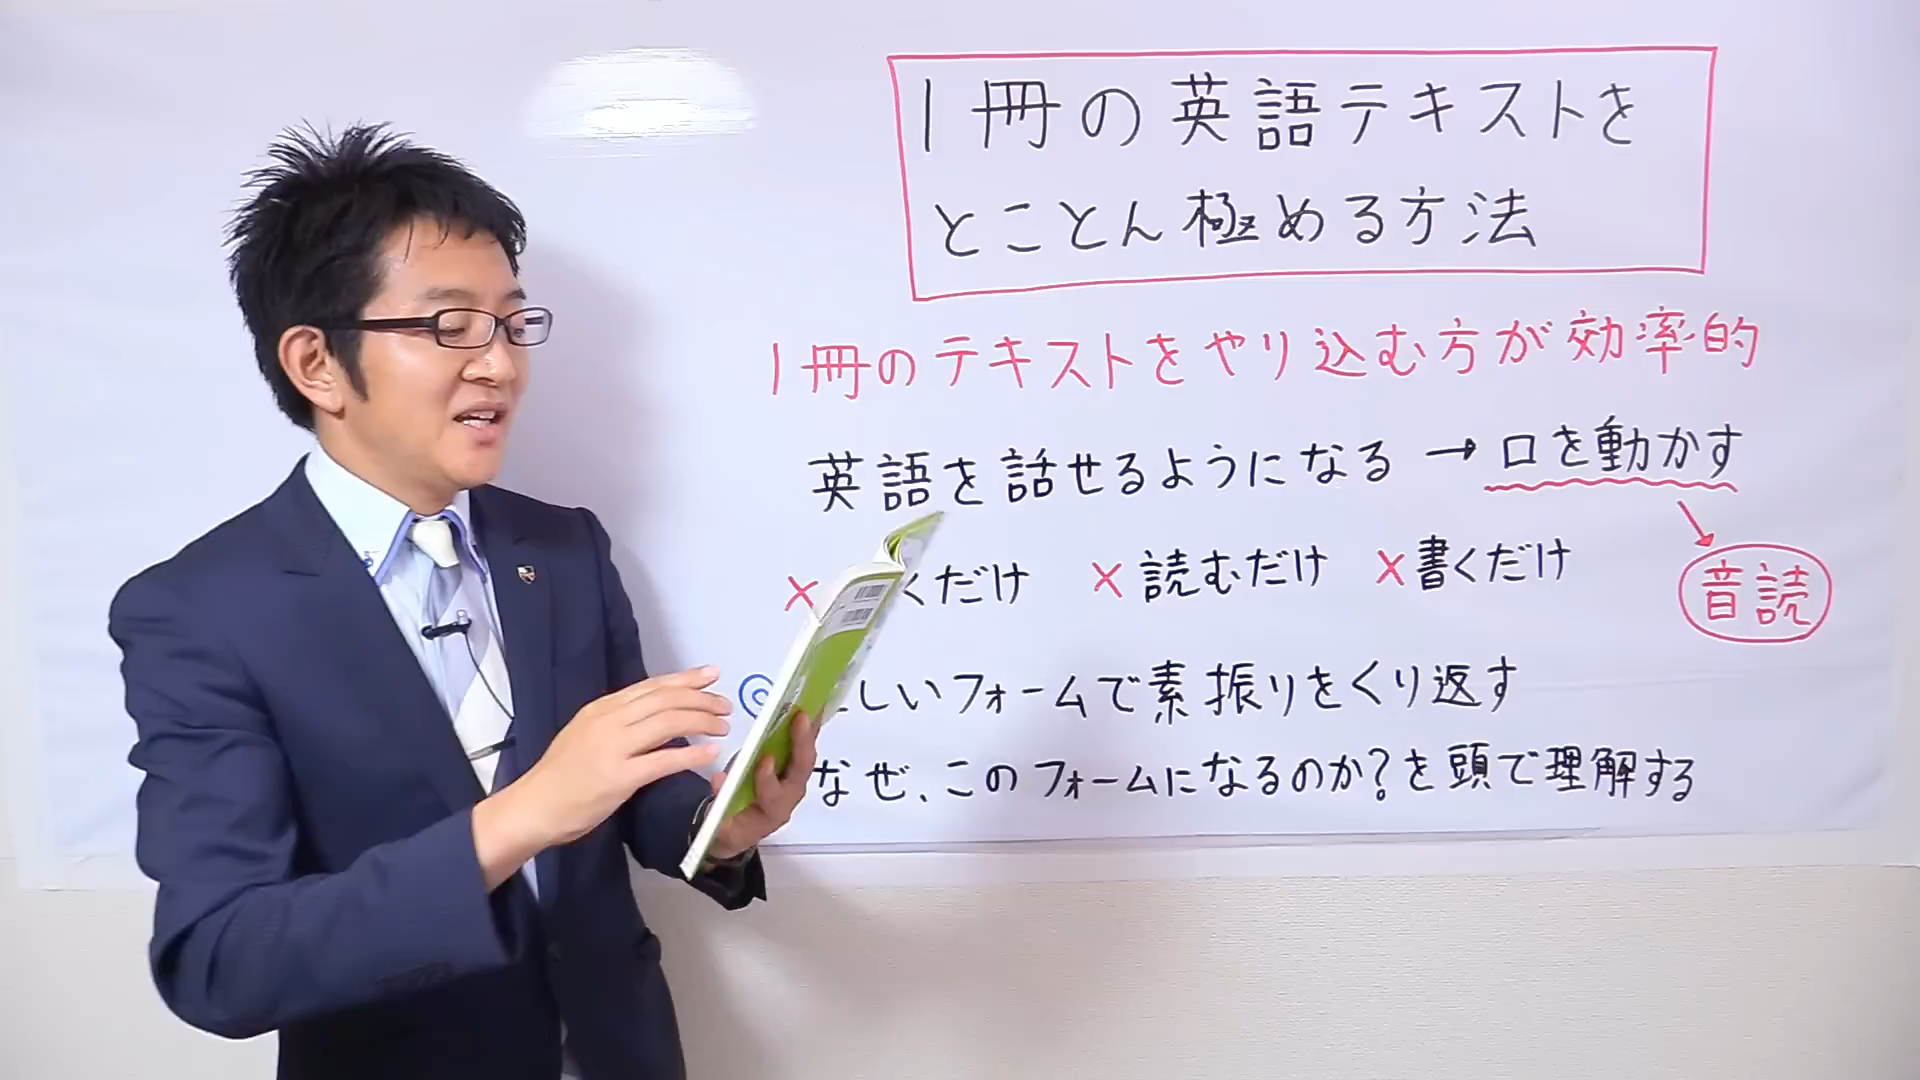 1冊の英語テキストを
とことん極める方法
1冊のテキストをやり込む方が効率的
英語を話せるようになる → 口を動かす
× くだけ × 読むだけ × 書くだけ
音読
◎ しいフォームで素振りをくり返す
なぜ、このフォームになるのか?を頭で理解する